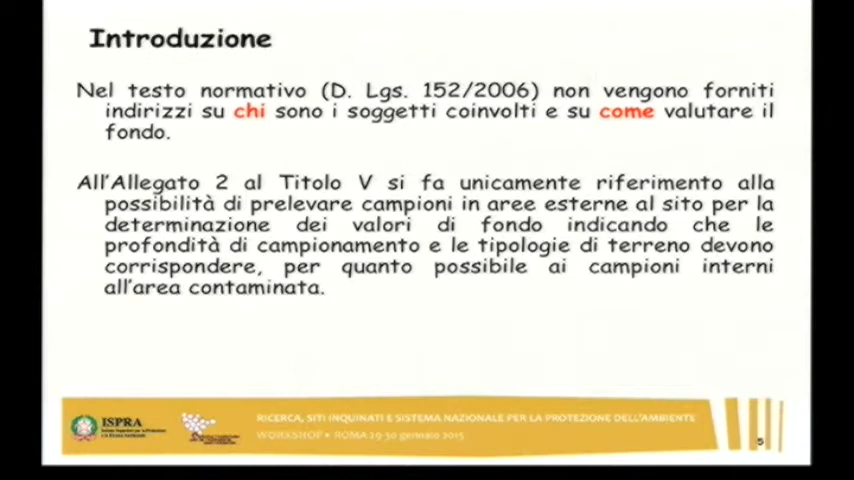 Introduzione
Nel testo normativo (D. Lgs. 152/2006) non vengono forniti
indirizzi su chi sono i soggetti coinvolti e su come valutare il
fondo.
All'Allegato 2 al Titolo V si fa unicamente riferimento alla
possibilità di prelevare campioni in aree esterne al sito per la
determinazione dei valori di fondo indicando che le
profondità di campionamento e le tipologie di terreno devono
corrispondere, per quanto possibile ai campioni interni
all'area contaminata.
ISPRA
RICERCA, SITI INQUINATI E SISTEMA NAZIONALE PER LA PROTEZIONE DELL'AMBIENTE
WORKSHOP • ROMA 29-30 gennaio 2015
5